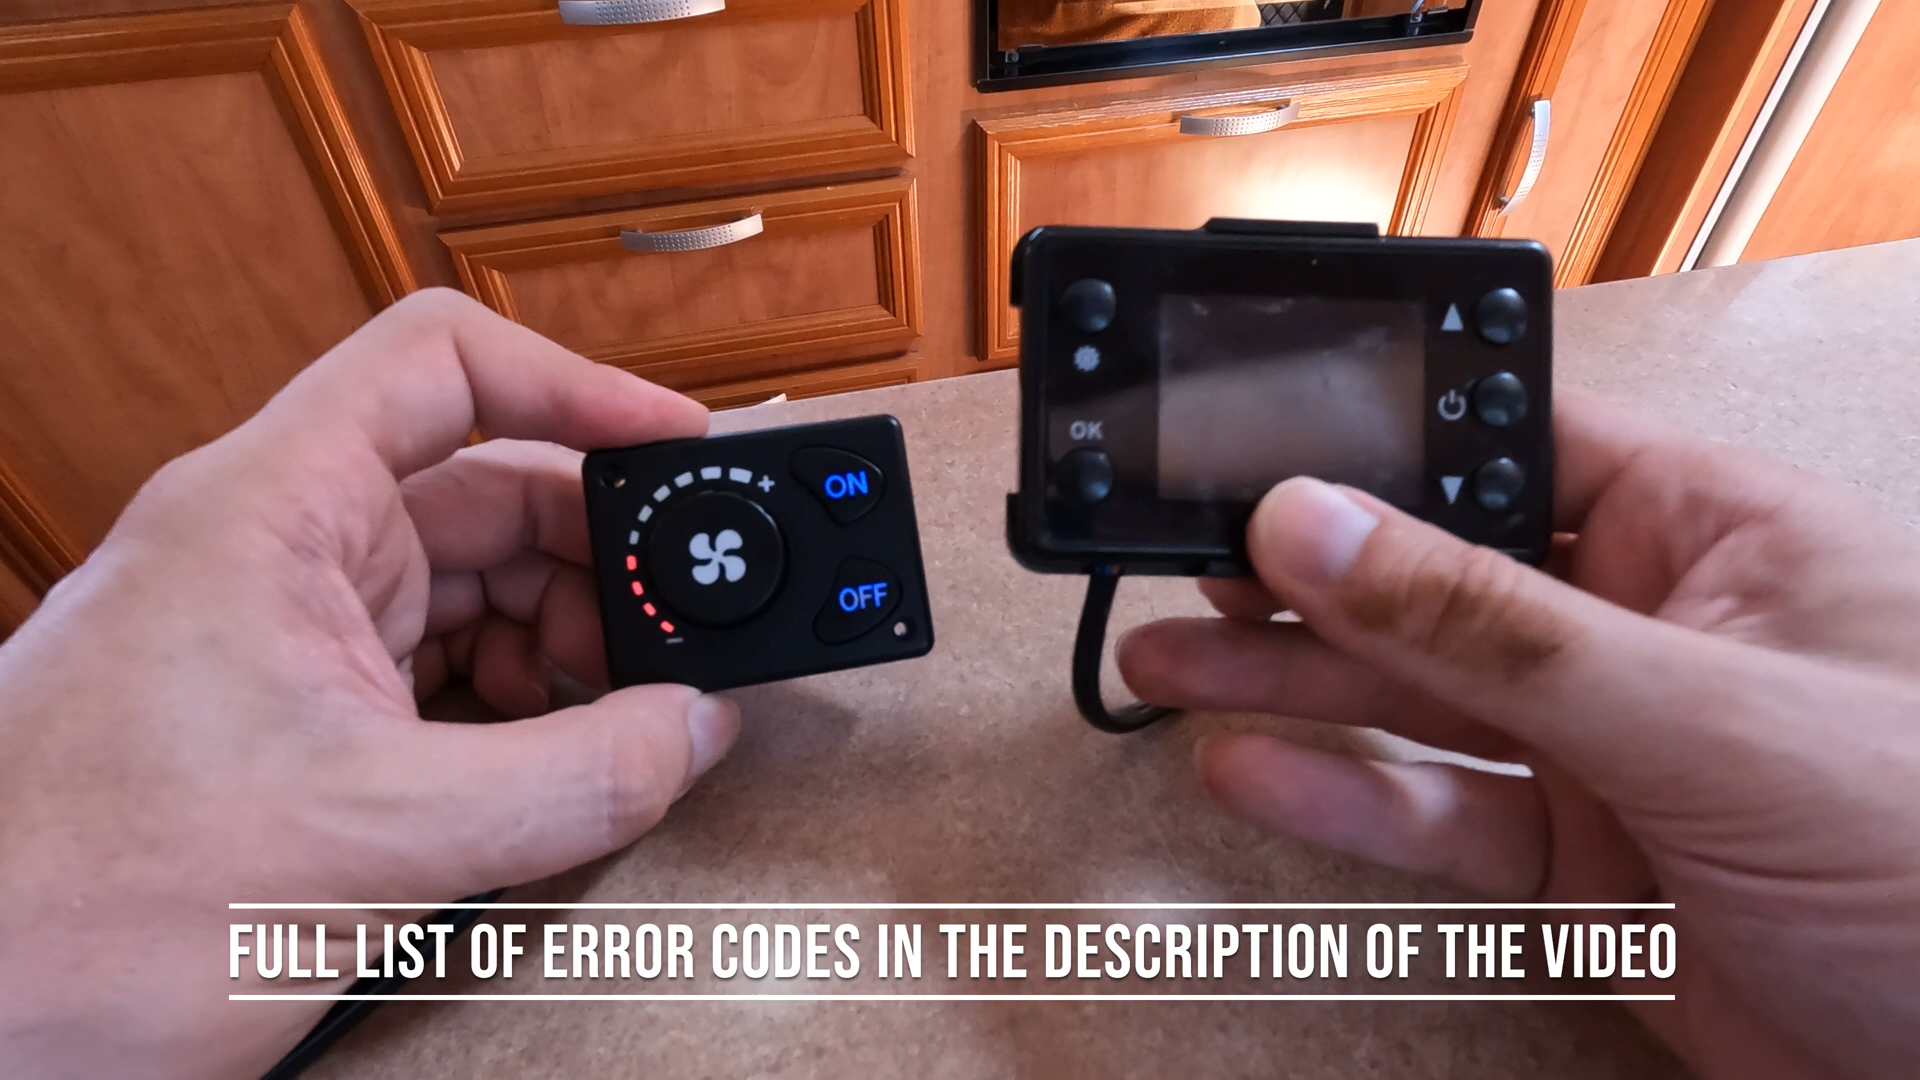 ON
OFF
OK
FULL LIST OF ERROR CODES IN THE DESCRIPTION OF THE VIDEO